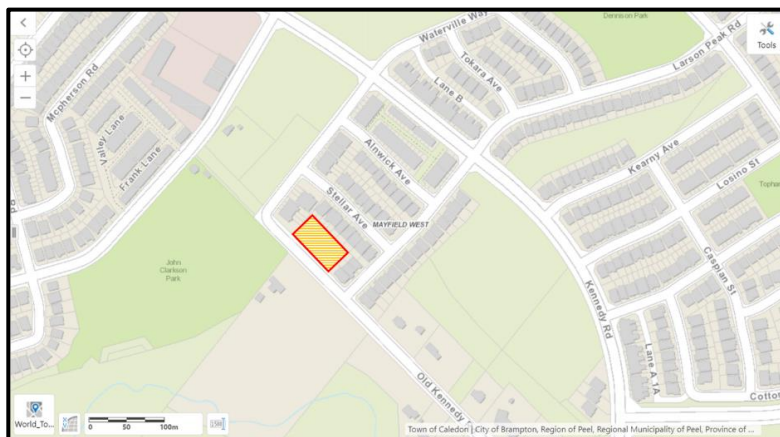 Dennison Park
Waterville Way
Tools
Mcpherson Rd
Tokara Ave
Larson Peak Rd
Lane B
Valley Lane
Frank Lane
Alnwick Ave
Kearny Ave
Losino St
Stellar Ave
MAYFIELD WEST
John
Clarkson
Park
Caspian St
Kennedy Rd
Lane A 1A
Old Kennedy
World_To...
0 50 100m
Town of Caledon | City of Brampton, Region of Peel, Regional Municipality of Peel, Province of ...